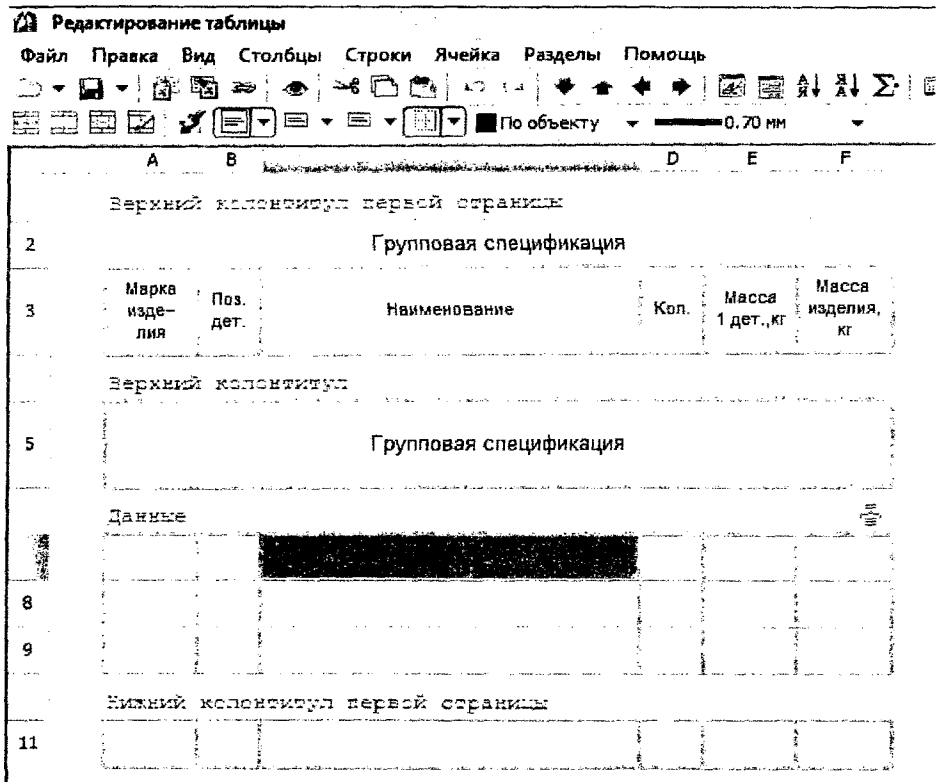 Редактирование таблицы
Файл Правка Вид Столбцы Строки Ячейка Разделы Помощь
По объекту 0.70 мм
A B D E F
Верхний колонтитул первой страницы
2 Групповая спецификация
3
Марка изде–лия
Поз. дет.
Наименование
Кол.
Масса 1 дет.,кг
Масса изделия, кг
Верхний колонтитул
5 Групповая спецификация
Данные
8
9
Нижний колонтитул первой страницы
11